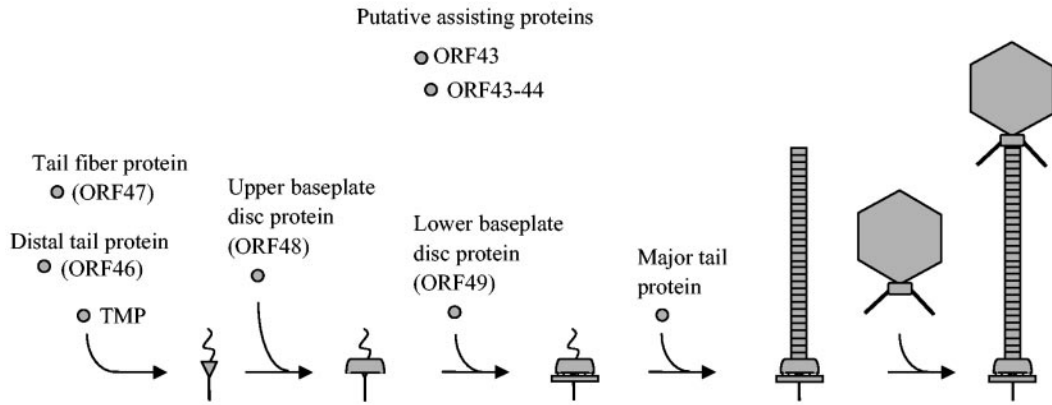 Putative assisting proteins
ORF43
ORF43-44
Tail fiber protein
(ORF47)
Distal tail protein
(ORF46)
TMP
Upper baseplate
disc protein
(ORF48)
Lower baseplate
disc protein
(ORF49)
Major tail
protein